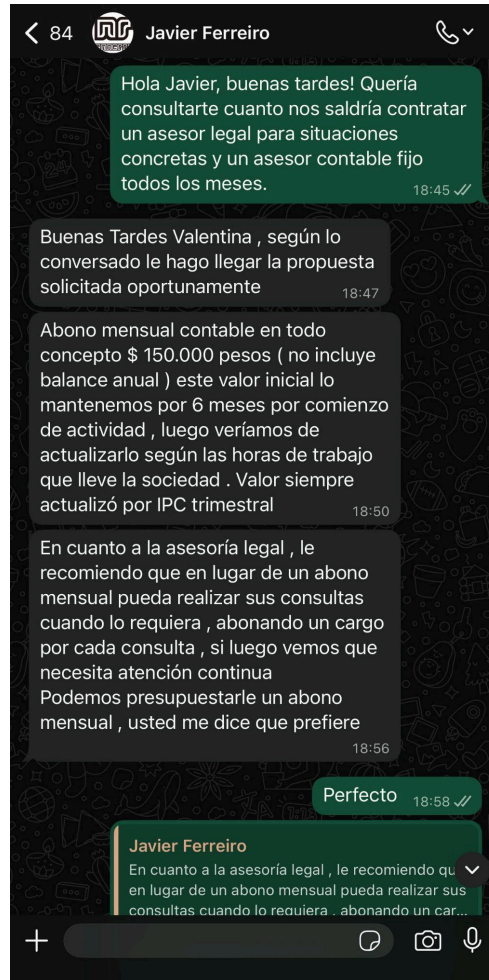 84
Javier Ferreiro
Hola Javier, buenas tardes! Quería
consultarte cuanto nos saldría contratar
un asesor legal para situaciones
concretas y un asesor contable fijo
todos los meses.
18:45
Buenas Tardes Valentina , según lo
conversado le hago llegar la propuesta
solicitada oportunamente
18:47
Abono mensual contable en todo
concepto $ 150.000 pesos ( no incluye
balance anual ) este valor inicial lo
mantenemos por 6 meses por comienzo
de actividad , luego veríamos de
actualizarlo según las horas de trabajo
que lleve la sociedad . Valor siempre
actualizó por IPC trimestral
18:50
En cuanto a la asesoría legal , le
recomiendo que en lugar de un abono
mensual pueda realizar sus consultas
cuando lo requiera , abonando un cargo
por cada consulta , si luego vemos que
necesita atención continua
Podemos presupuestarle un abono
mensual , usted me dice que prefiere
18:56
Perfecto
18:58
Javier Ferreiro
En cuanto a la asesoría legal , le recomiendo qu
en lugar de un abono mensual pueda realizar sus
consultas cuando lo requiera , abonando un car...